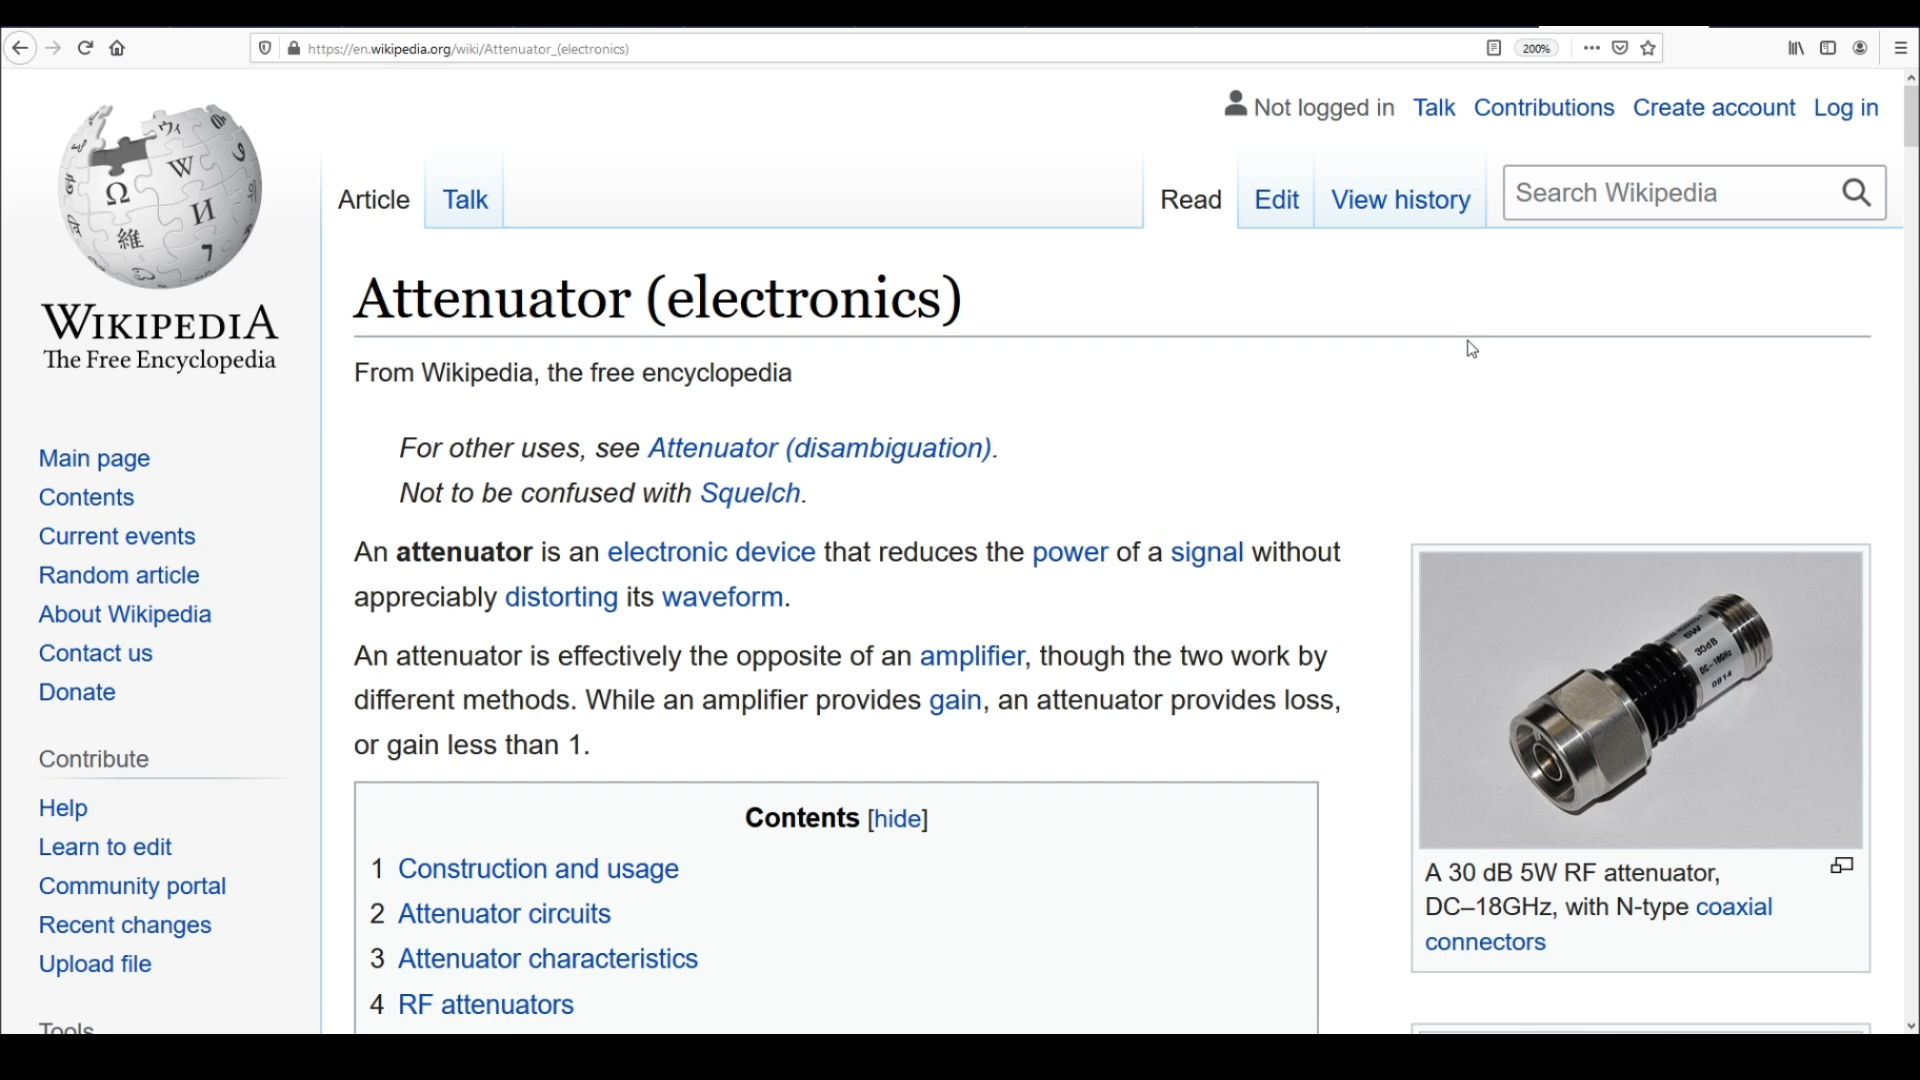 https://en.wikipedia.org/wiki/Attenuator_(electronics)
200%
Not logged in Talk Contributions Create account Log in
Article Talk Read Edit View history Search Wikipedia
WIKIPEDIA
The Free Encyclopedia
Main page
Contents
Current events
Random article
About Wikipedia
Contact us
Donate
Contribute
Help
Learn to edit
Community portal
Recent changes
Upload file
Tools
Attenuator (electronics)
From Wikipedia, the free encyclopedia
For other uses, see Attenuator (disambiguation).
Not to be confused with Squelch.
An attenuator is an electronic device that reduces the power of a signal without
appreciably distorting its waveform.
An attenuator is effectively the opposite of an amplifier, though the two work by
different methods. While an amplifier provides gain, an attenuator provides loss,
or gain less than 1.
Contents [hide]
1 Construction and usage
2 Attenuator circuits
3 Attenuator characteristics
4 RF attenuators
5W
30dB
DC-18GHz
0814
A 30 dB 5W RF attenuator,
DC–18GHz, with N-type coaxial
connectors